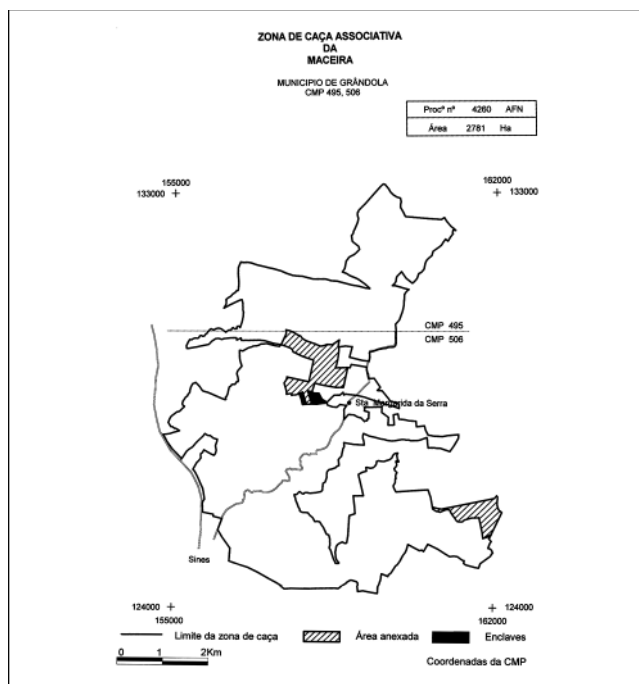 ZONA DE CAÇA ASSOCIATIVA
DA
MACEIRA
MUNICIPIO DE GRÂNDOLA
CMP 495, 506
Procº nº 4260 AFN
Área 2781 Ha
155000
133000
162000
133000
CMP 495
CMP 506
Sta Margarida da Serra
Sines
124000
155000
124000
162000
Limite da zona de caça
Área anexada
Enclaves
0 1 2Km
Coordenadas da CMP